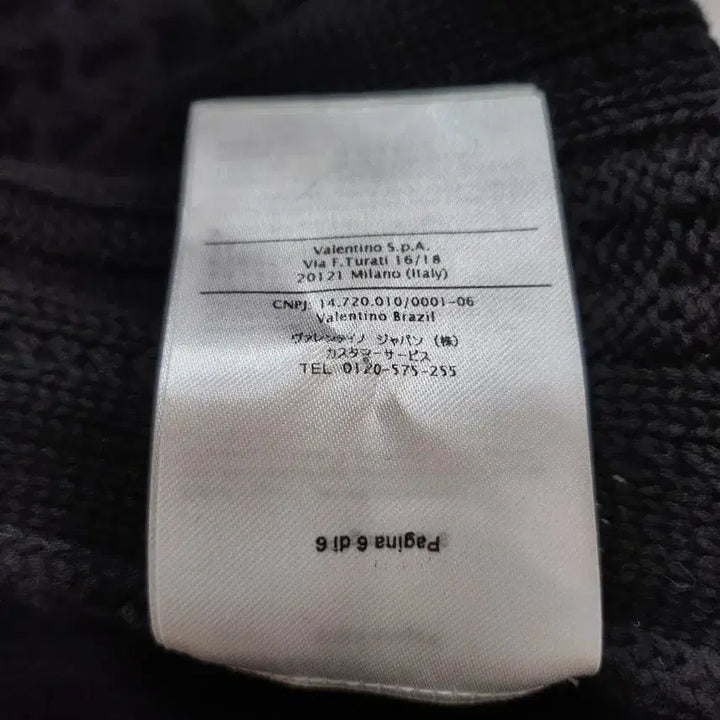 Valentino S.p.A.
Via F.Turati 16/18
20121 Milano (Italy)
CNPJ: 14.720.010/0001-06
Valentino Brazil
ヴァレンティノ ジャパン (株)
カスタマーサービス
TEL 0120-575-255
Pagina 6 di 6